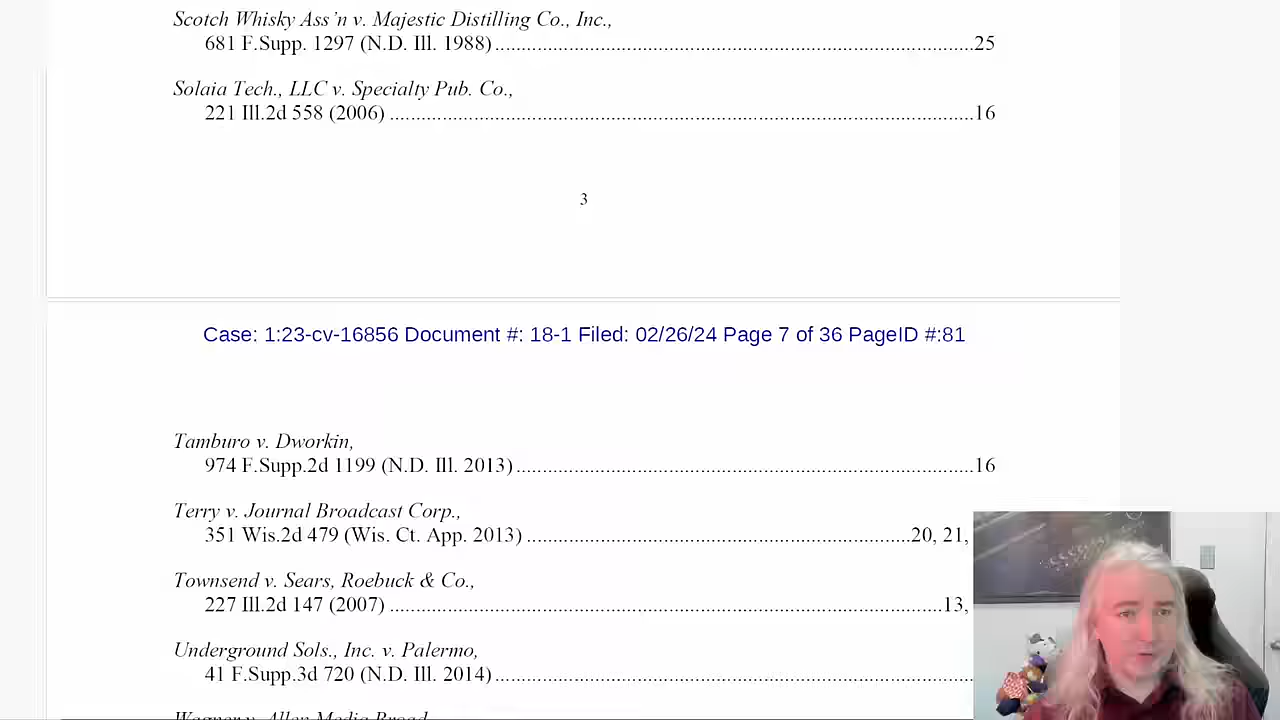 Scotch Whisky Ass’n v. Majestic Distilling Co., Inc.,
681 F.Supp. 1297 (N.D. Ill. 1988)..........................................................................................25
Solaia Tech., LLC v. Specialty Pub. Co.,
221 Ill.2d 558 (2006) ..............................................................................................................16
3
Case: 1:23-cv-16856 Document #: 18-1 Filed: 02/26/24 Page 7 of 36 PageID #:81
Tamburo v. Dworkin,
974 F.Supp.2d 1199 (N.D. Ill. 2013)......................................................................................16
Terry v. Journal Broadcast Corp.,
351 Wis.2d 479 (Wis. Ct. App. 2013) .........................................................................20, 21,
Townsend v. Sears, Roebuck & Co.,
227 Ill.2d 147 (2007) .........................................................................................................13,
Underground Sols., Inc. v. Palermo,
41 F.Supp.3d 720 (N.D. Ill. 2014)..........................................................................................
Wagner v. Allen Media Broad.